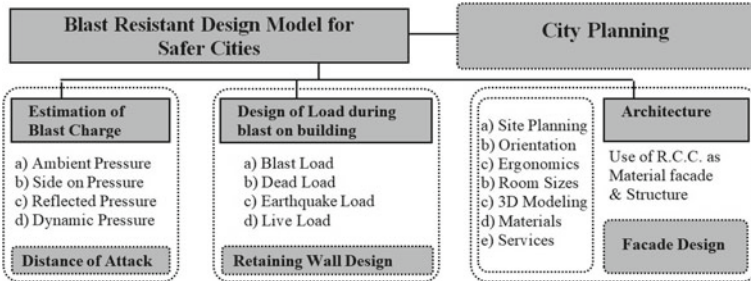 Blast Resistant Design Model for
Safer Cities
City Planning
Estimation of
Blast Charge
a) Ambient Pressure
b) Side on Pressure
c) Reflected Pressure
d) Dynamic Pressure
Distance of Attack
Design of Load during
blast on building
a) Blast Load
b) Dead Load
c) Earthquake Load
d) Live Load
Retaining Wall Design
a) Site Planning
b) Orientation
c) Ergonomics
b) Room Sizes
c) 3D Modeling
d) Materials
e) Services
Architecture
Use of R.C.C. as
Material facade
& Structure
Facade Design